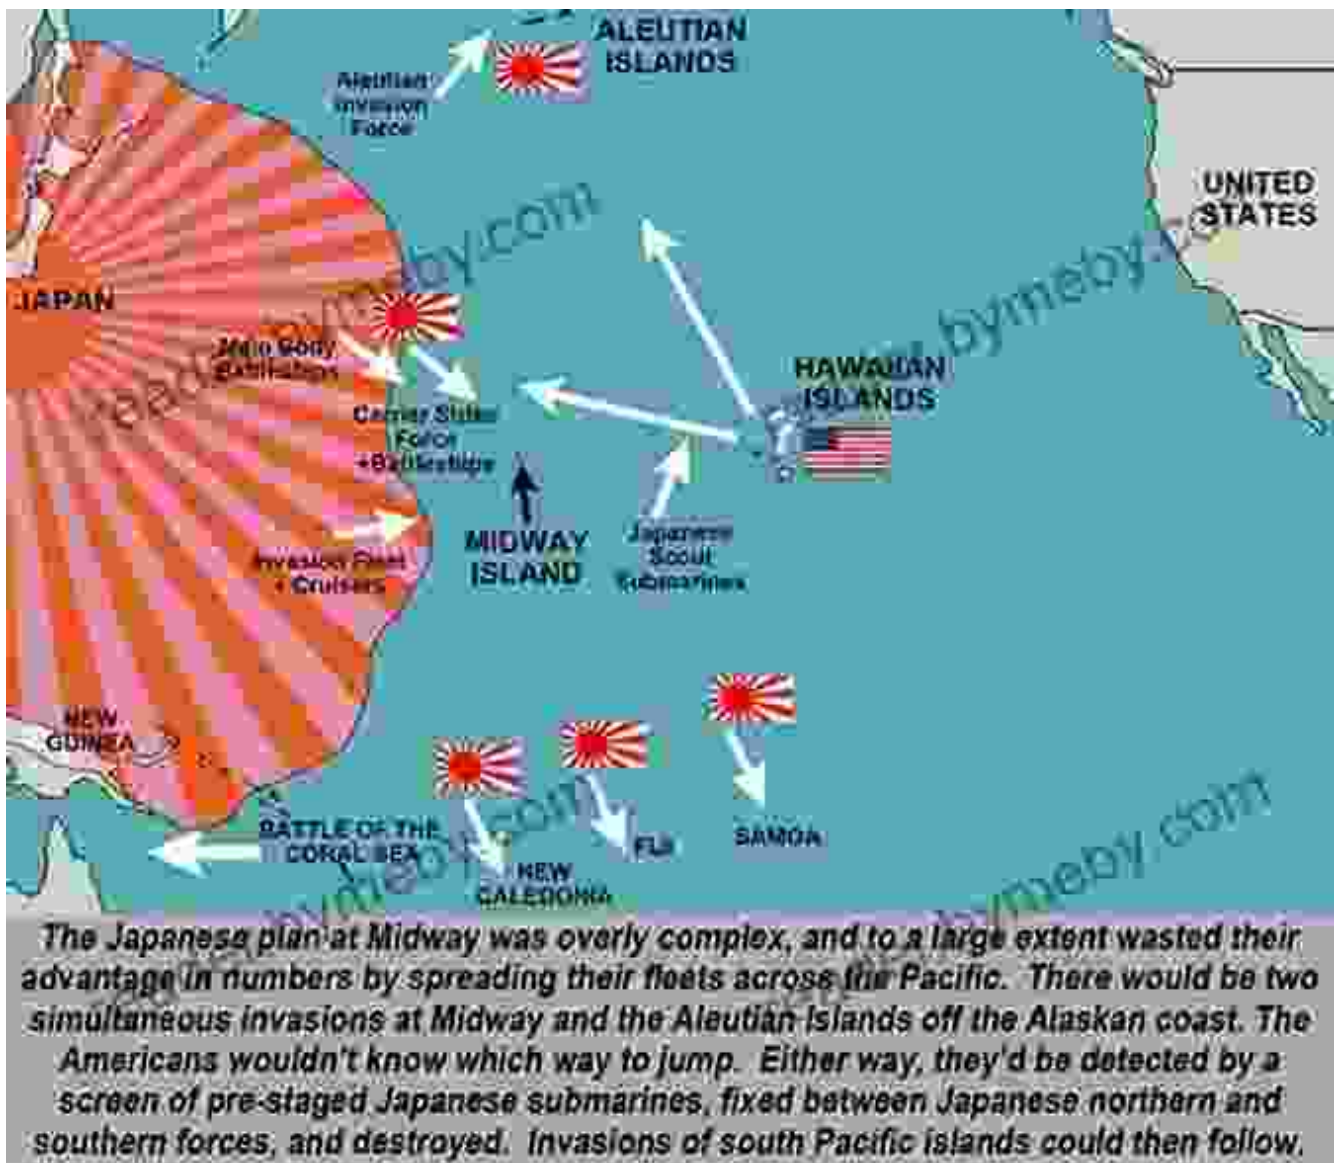 ALEUTIAN
ISLANDS
Aleutian
Invasion
Force
UNITED
STATES
JAPAN
Main Body
Battleships
HAWAIIAN
ISLANDS
Carrier Strike
Force
+Battleships
MIDWAY
ISLAND
Japanese
Scout
Submarines
Invasion Fleet
+ Cruisers
NEW
GUINEA
BATTLE OF THE
CORAL SEA
NEW
CALEDONIA
FIJI
SAMOA
bymeby.com
The Japanese plan at Midway was overly complex, and to a large extent wasted their
advantage in numbers by spreading their fleets across the Pacific. There would be two
simultaneous invasions at Midway and the Aleutian Islands off the Alaskan coast. The
Americans wouldn't know which way to jump. Either way, they'd be detected by a
screen of pre-staged Japanese submarines, fixed between Japanese northern and
southern forces, and destroyed. Invasions of south Pacific islands could then follow.